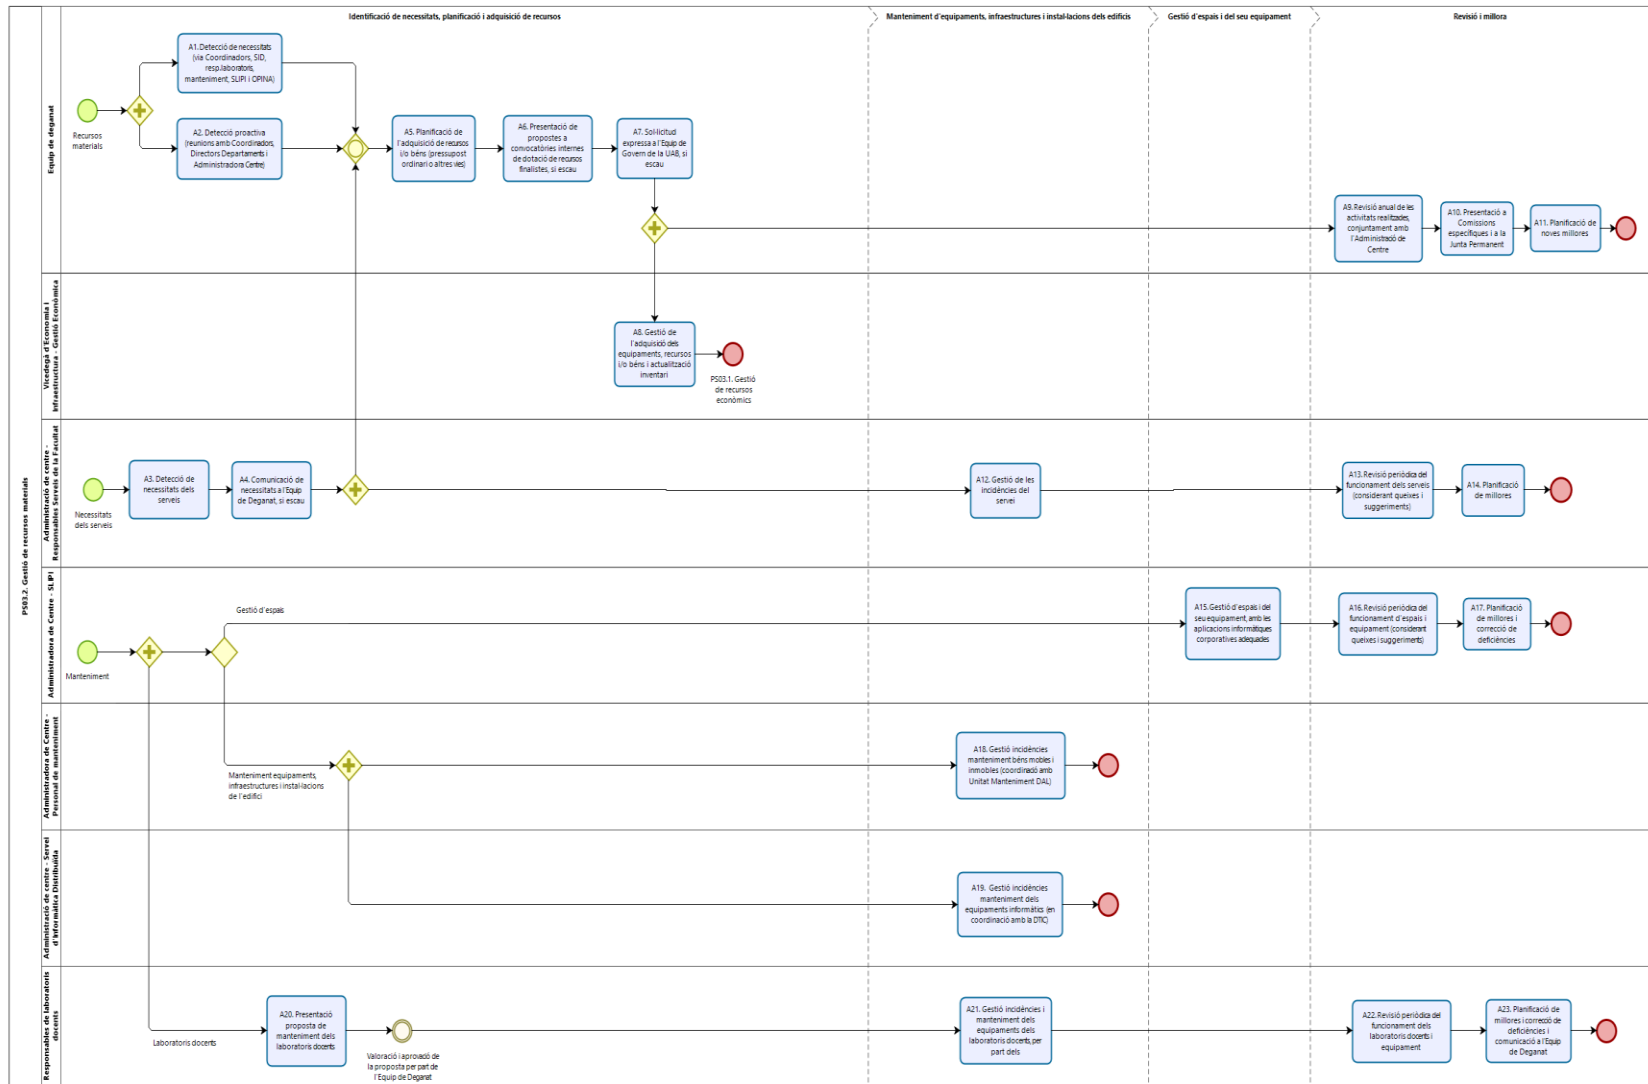 Identificació de necessitats, planificació i adquisició de recursos
Manteniment d'equipaments, infraestructures i instal·lacions dels edificis
Gestió d'espais i del seu equipament
Revisió i millora
PS03.2. Gestió de recursos materials
Equip de deganat
Recursos
materials
A1. Detecció de necessitats
(via Coordinadors, SID,
resp.laboratoris,
manteniment, SLIPI i OPINA)
A2. Detecció proactiva
(reunions amb Coordinadors,
Directors Departaments i
Administradora Centre)
A5. Planificació de
l'adquisició de recursos
i/o béns (pressupost
ordinari o altres vies)
A6. Presentació de
propostes a
convocatòries internes
de dotació de recursos
finalistes, si escau
A7. Sol·licitud
expressa a l'Equip de
Govern de la UAB, si
escau
A9. Revisió anual de les
activitats realitzades,
conjuntament amb
l'Administració de
Centre
A10. Presentació a
Comissions
específiques i a la
Junta Permanent
A11. Planificació de
noves millores
Vicedegà d'Economia i
Infraestructura - Gestió Econòmica
A8. Gestió de
l'adquisició dels
equipaments, recursos
i/o béns i actualització
inventari
PS03.1. Gestió
de recursos
econòmics
Administració de centre -
Responsables Serveis de la Facultat
Necessitats
dels serveis
A3. Detecció de
necessitats dels
serveis
A4. Comunicació de
necessitats a l'Equip
de Deganat, si escau
A12. Gestió de les
incidències del
servei
A13. Revisió periòdica del
funcionament dels serveis
(considerant queixes i
suggeriments)
A14. Planificació
de millores
Administradora de Centre - SLIPI
Manteniment
Gestió d'espais
A15. Gestió d'espais i del
seu equipament, amb les
aplicacions informàtiques
corporatives adequades
A16. Revisió periòdica del
funcionament d'espais i
equipament (considerant
queixes i suggeriments)
A17. Planificació
de millores i
correcció de
deficiències
Administradora de Centre -
Personal de manteniment
Manteniment equipaments,
infraestructures i instal·lacions
de l'edifici
A18. Gestió incidències
manteniment béns mobles i
inmobles (coordinació amb
Unitat Manteniment DAL)
Administració de centre - Servei
d'Informàtica Distribuïda
A19. Gestió incidències
manteniment dels
equipaments informàtics (en
coordinació amb la DTIC)
Responsables de laboratoris
docents
Laboratoris docents
A20. Presentació
proposta de
manteniment dels
laboratoris docents
Valoració i aprovació de
la proposta per part de
l'Equip de Deganat
A21. Gestió incidències i
manteniment dels
equipaments dels
laboratoris docents, per
part dels
A22. Revisió periòdica del
funcionament dels
laboratoris docents i
equipament
A23. Planificació de
millores i correcció de
deficiències i
comunicació a l'Equip
de Deganat